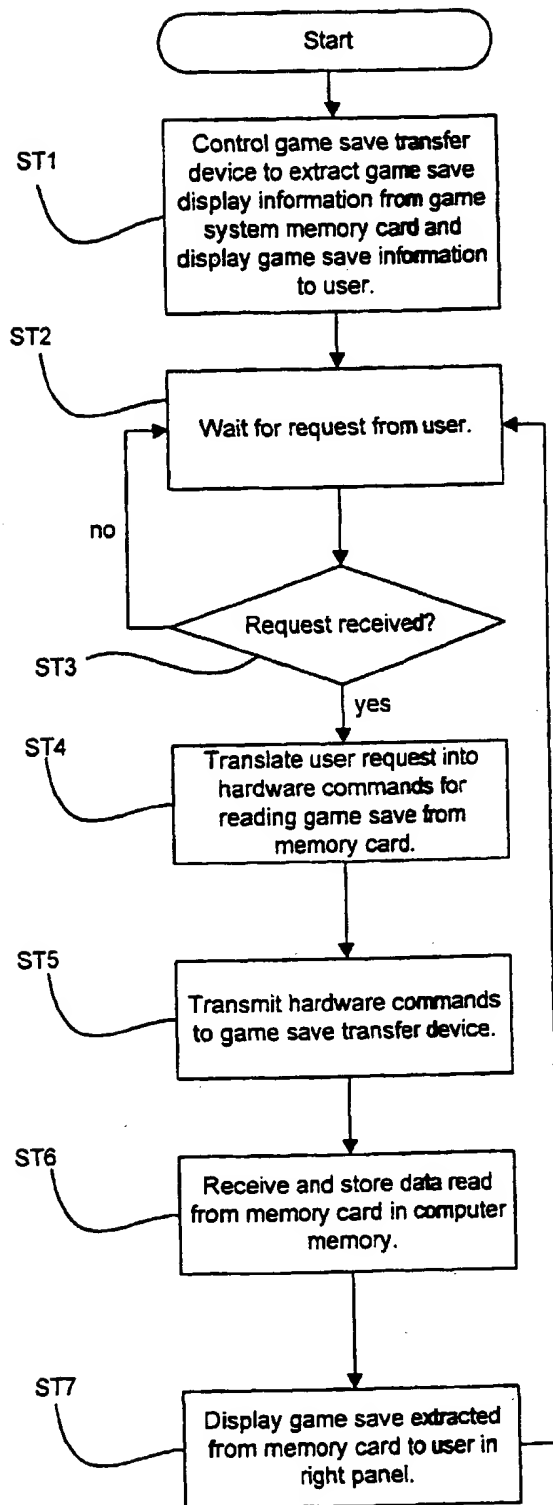 Start
ST1
Control game save transfer
device to extract game save
display information from game
system memory card and
display game save information
to user.
ST2
Wait for request from user.
no
Request received?
ST3
yes
ST4
Translate user request into
hardware commands for
reading game save from
memory card.
ST5
Transmit hardware commands
to game save transfer device.
ST6
Receive and store data read
from memory card in computer
memory.
ST7
Display game save extracted
from memory card to user in
right panel.